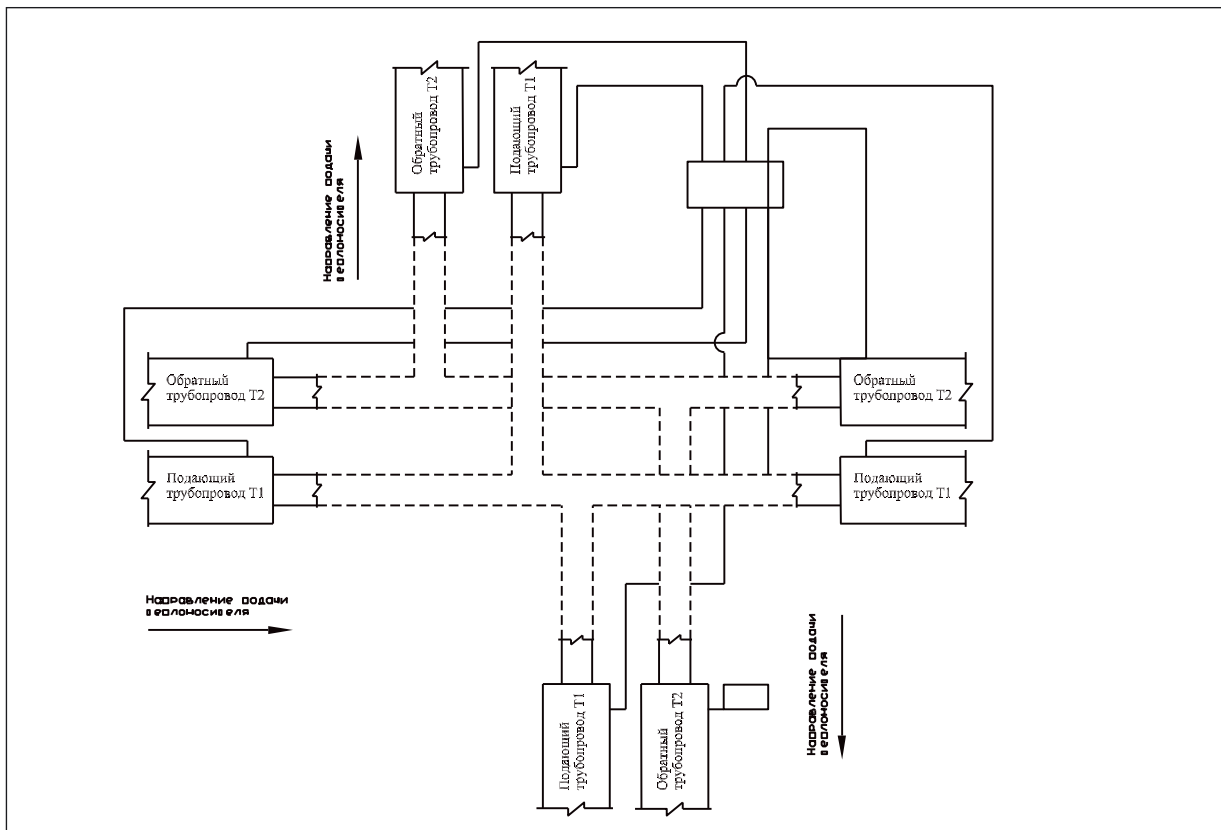 Обратный
трубопровод Т2
Подающий
трубопровод Т1
Направление подачи
теплоносителя
Обратный
трубопровод Т2
Обратный
трубопровод Т2
Подающий
трубопровод Т1
Подающий
трубопровод Т1
Направление подачи
теплоносителя
Подающий
трубопровод Т1
Обратный
трубопровод Т2
Направление подачи
теплоносителя